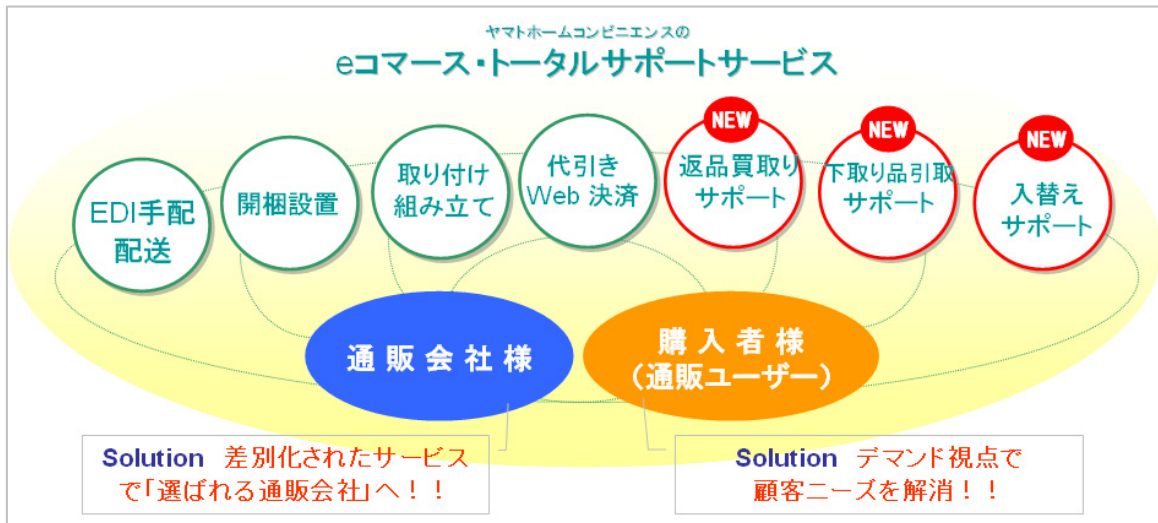 ヤマトホームコンビニエンスの
eコマース・トータルサポートサービス
EDI手配
配送
開梱設置
取り付け
組み立て
代引き
Web 決済
NEW
返品買取り
サポート
NEW
下取り品引取
サポート
NEW
入替え
サポート
通販会社様
購入者様
（通販ユーザー）
Solution 差別化されたサービス
で「選ばれる通販会社」へ！！
Solution デマンド視点で
顧客ニーズを解消！！